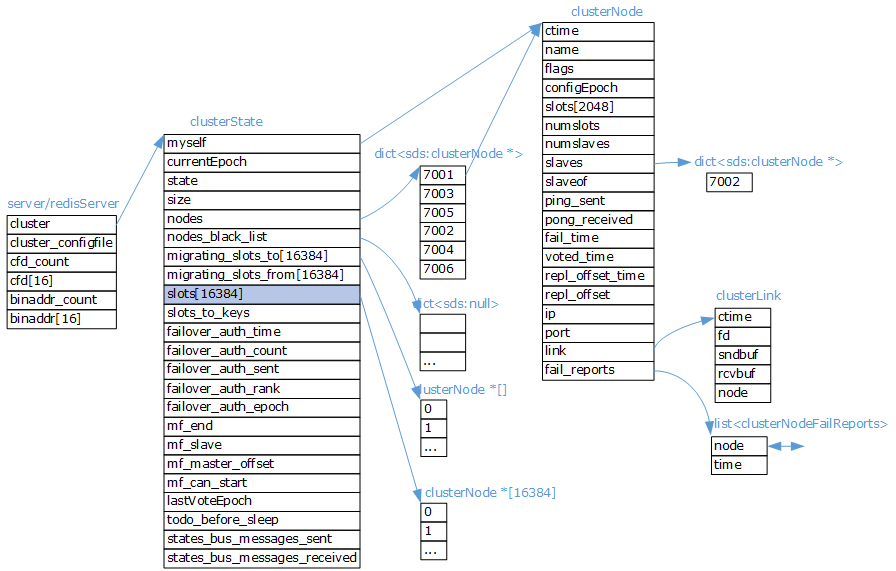 server/redisServer
cluster
cluster_configfile
cfd_count
cfd[16]
binaddr_count
binaddr[16]
clusterState
myself
currentEpoch
state
size
nodes
nodes_black_list
migrating_slots_to[16384]
migrating_slots_from[16384]
slots[16384]
slots_to_keys
failover_auth_time
failover_auth_count
failover_auth_sent
failover_auth_rank
failover_auth_epoch
mf_end
mf_slave
mf_master_offset
mf_can_start
lastVoteEpoch
todo_before_sleep
states_bus_messages_sent
states_bus_messages_received
dict<sds:clusterNode *>
7001
7003
7005
7002
7004
7006
dict<sds:null>
...
lusterNode *[]
0
1
...
clusterNode *[16384]
0
1
...
clusterNode
ctime
name
flags
configEpoch
slots[2048]
numslots
numslaves
slaves
slaveof
ping_sent
pong_received
fail_time
voted_time
repl_offset_time
repl_offset
ip
port
link
fail_reports
dict<sds:clusterNode *>
7002
clusterLink
ctime
fd
sndbuf
rcvbuf
node
list<clusterNodeFailReports>
node
time